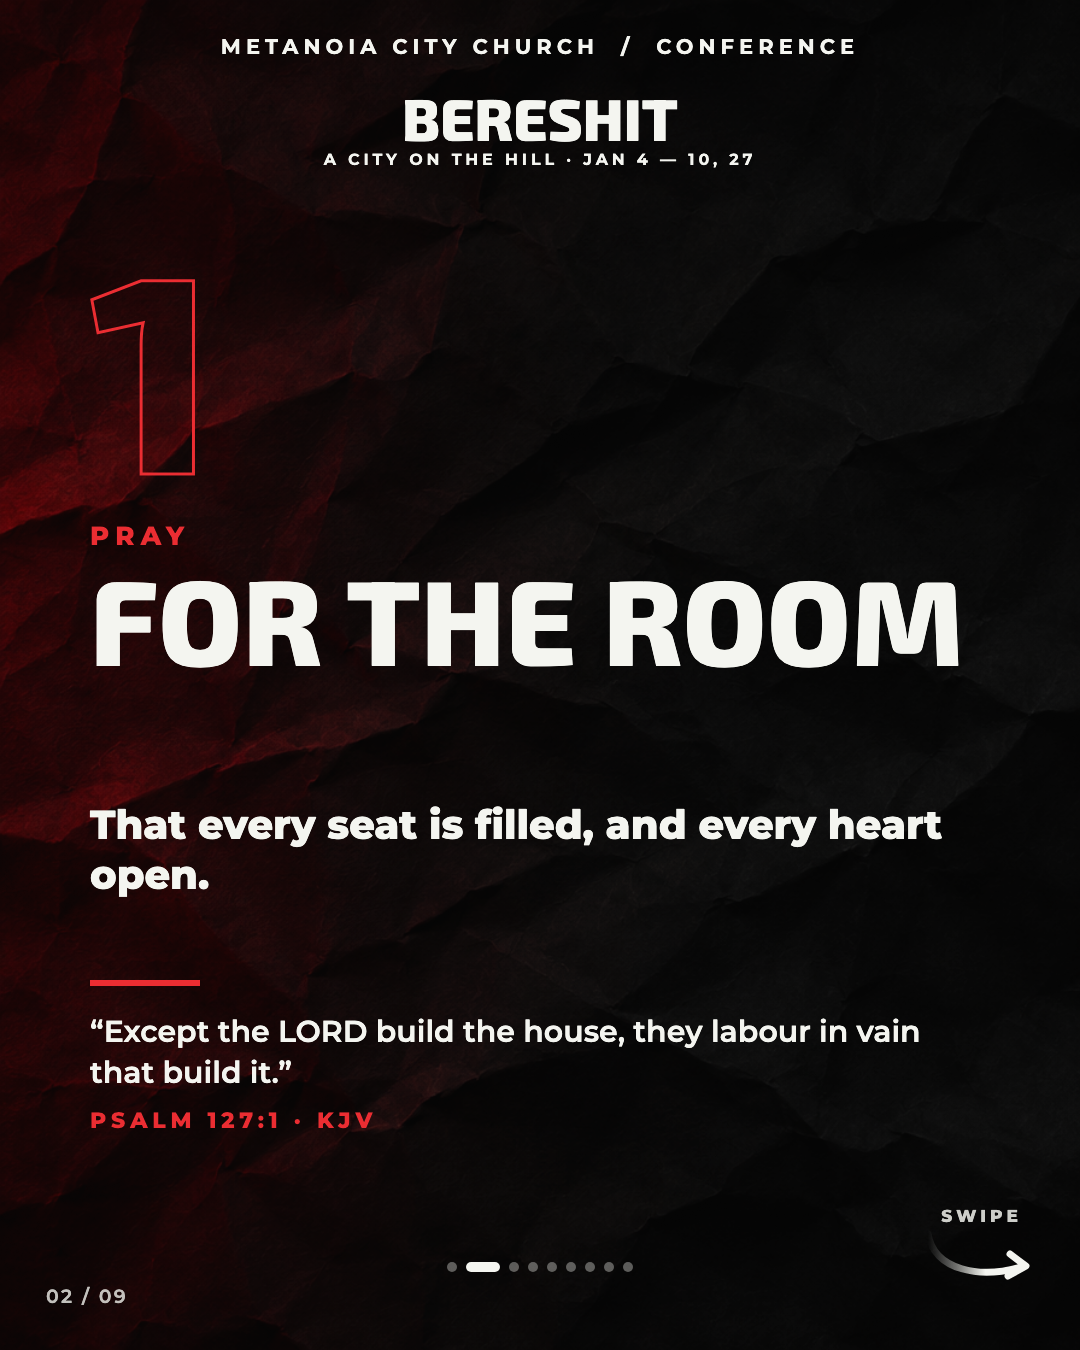 METANOIA CITY CHURCH / CONFERENCE
BERESHIT
A CITY ON THE HILL · JAN 4 — 10, 27
1
PRAY
FOR THE ROOM
That every seat is filled, and every heart
open.
“Except the LORD build the house, they labour in vain
that build it.”
PSALM 127:1 · KJV
SWIPE
02 / 09